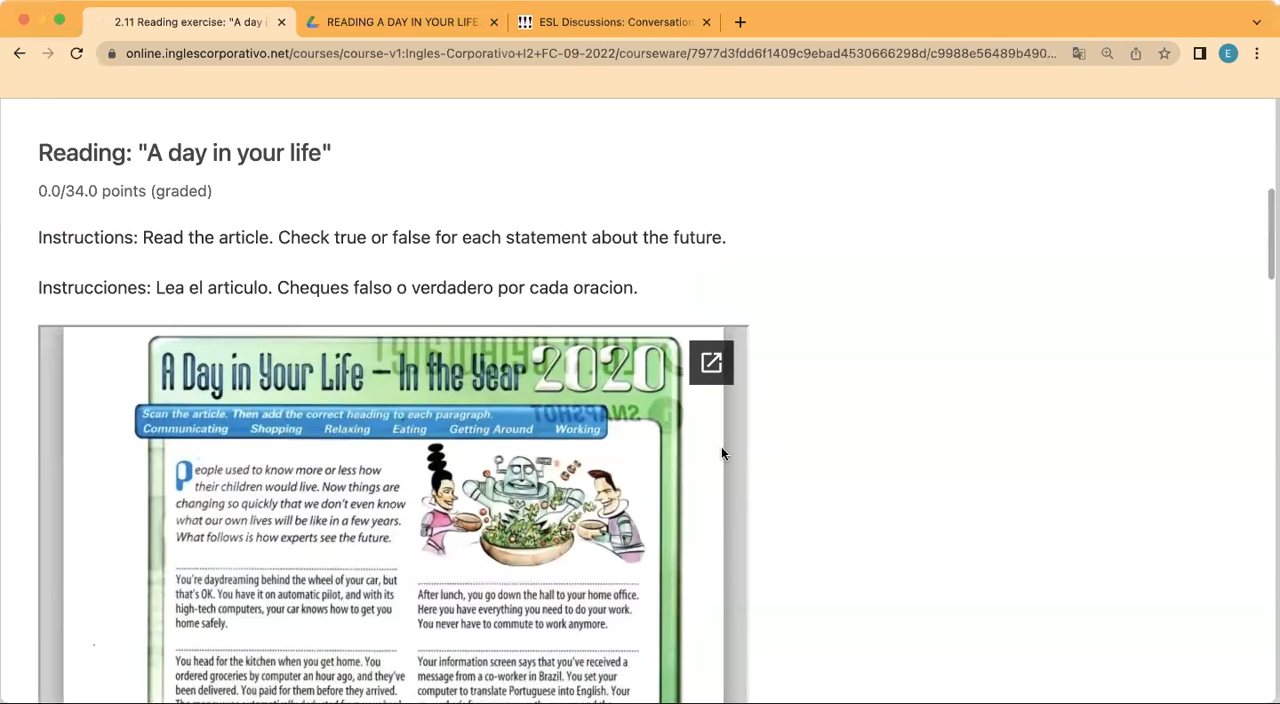 2.11 Reading exercise: "A day i
READING A DAY IN YOUR LIFE.
ESL Discussions: Conversation
online.inglescorporativo.net/courses/course-v1:Ingles-Corporativo+I2+FC-09-2022/courseware/7977d3fdd6f1409c9ebad4530666298d/c9988e56489b490...
E
Reading: "A day in your life"
0.0/34.0 points (graded)
Instructions: Read the article. Check true or false for each statement about the future.
Instrucciones: Lea el articulo. Cheques falso o verdadero por cada oracion.
A Day in Your Life – In the Year 2020
SNAPSHOT
Scan the article. Then add the correct heading to each paragraph.
Communicating Shopping Relaxing Eating Getting Around Working
People used to know more or less how
their children would live. Now things are
changing so quickly that we don't even know
what our own lives will be like in a few years.
What follows is how experts see the future.
You're daydreaming behind the wheel of your car, but
that's OK. You have it on automatic pilot, and with its
high-tech computers, your car knows how to get you
home safely.
You head for the kitchen when you get home. You
ordered groceries by computer an hour ago, and they've
been delivered. You paid for them before they arrived.
After lunch, you go down the hall to your home office.
Here you have everything you need to do your work.
You never have to commute to work anymore.
Your information screen says that you've received a
message from a co-worker in Brazil. You set your
computer to translate Portuguese into English. Your